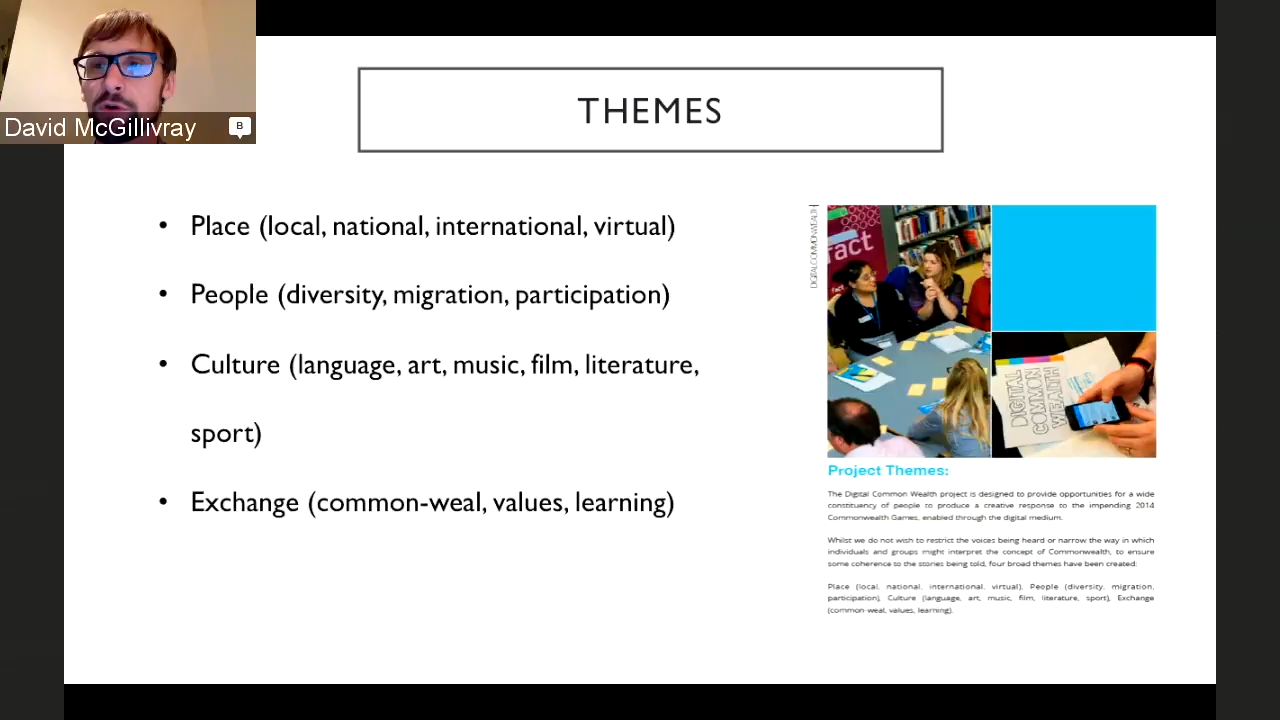 David McGillivray
B
THEMES
• Place (local, national, international, virtual)
• People (diversity, migration, participation)
• Culture (language, art, music, film, literature,
sport)
• Exchange (common-weal, values, learning)
DIGITALCOMMONWEALTH
fact
fact
DIGITAL
COMMON
WEALTH
Project Themes:
The Digital Common Wealth project is designed to provide opportunities for a wide
constituency of people to produce a creative response to the impending 2014
Commonwealth Games, enabled through the digital medium.
Whilst we do not wish to restrict the voices being heard or narrow the way in which
individuals and groups might interpret the concept of Commonwealth, to ensure
some coherence to the stories being told, four broad themes have been created:
Place (local, national, international, virtual), People (diversity, migration,
participation), Culture (language, art, music, film, literature, sport), Exchange
(common-weal, values, learning).